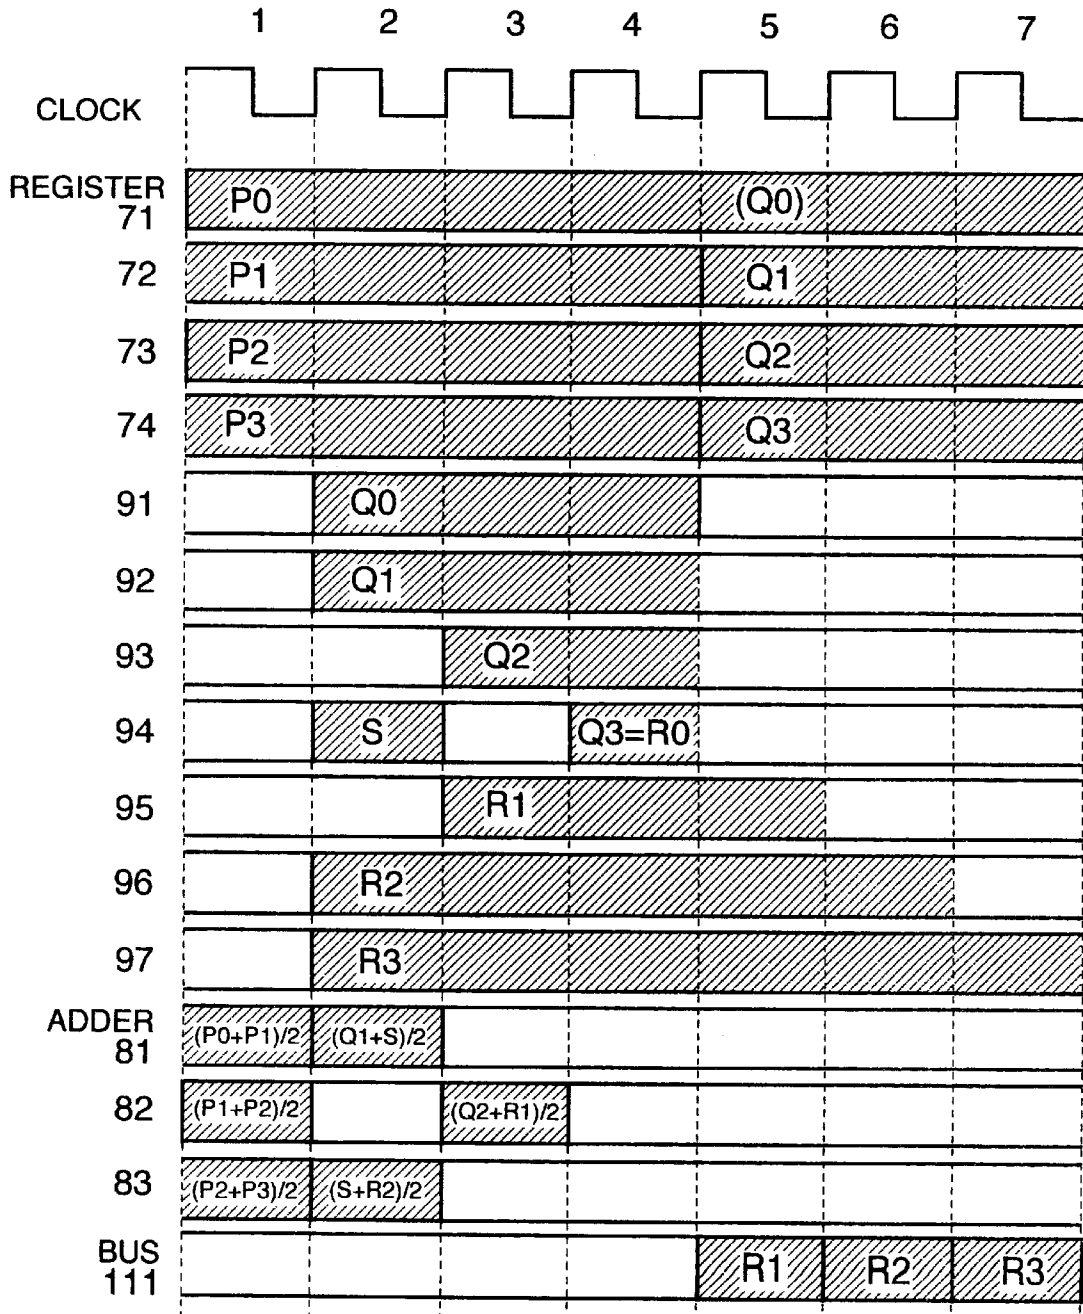 1 2 3 4 5 6 7
CLOCK
REGISTER
71 P0 (Q0)
72 P1 Q1
73 P2 Q2
74 P3 Q3
91 Q0
92 Q1
93 Q2
94 S Q3=R0
95 R1
96 R2
97 R3
ADDER
81 (P0+P1)/2 (Q1+S)/2
82 (P1+P2)/2 (Q2+R1)/2
83 (P2+P3)/2 (S+R2)/2
BUS
111 R1 R2 R3